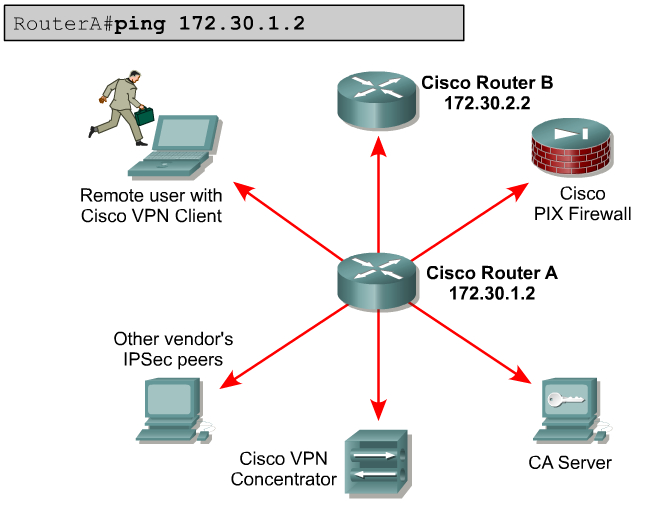 RouterA#ping 172.30.1.2
Cisco Router B
172.30.2.2
Remote user with
Cisco VPN Client
Cisco
PIX Firewall
Cisco Router A
172.30.1.2
Other vendor's
IPSec peers
Cisco VPN
Concentrator
CA Server